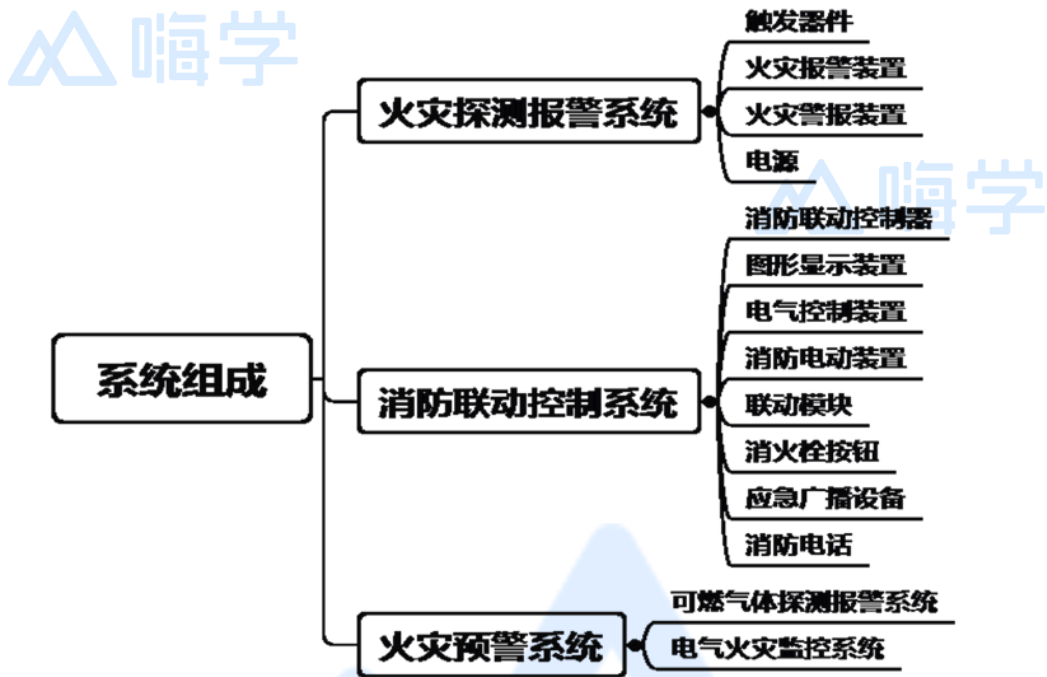 嗨学
触发器件
火灾报警装置
火灾探测报警系统
火灾警报装置
电源
嗨学
消防联动控制器
图形显示装置
电气控制装置
消防电动装置
系统组成
消防联动控制系统
联动模块
消火栓按钮
应急广播设备
消防电话
可燃气体探测报警系统
火灾预警系统
电气火灾监控系统